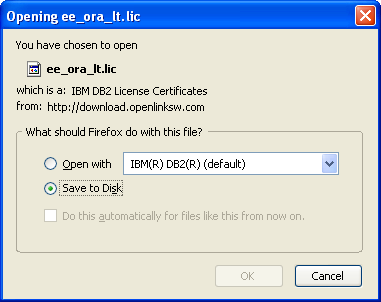 Opening ee_ora_lt.lic
You have chosen to open
ee_ora_lt.lic
which is a: IBM DB2 License Certificates
from: http://download.openlinksw.com
What should Firefox do with this file?
Open with IBM(R) DB2(R) (default)
Save to Disk
Do this automatically for files like this from now on.
OK Cancel